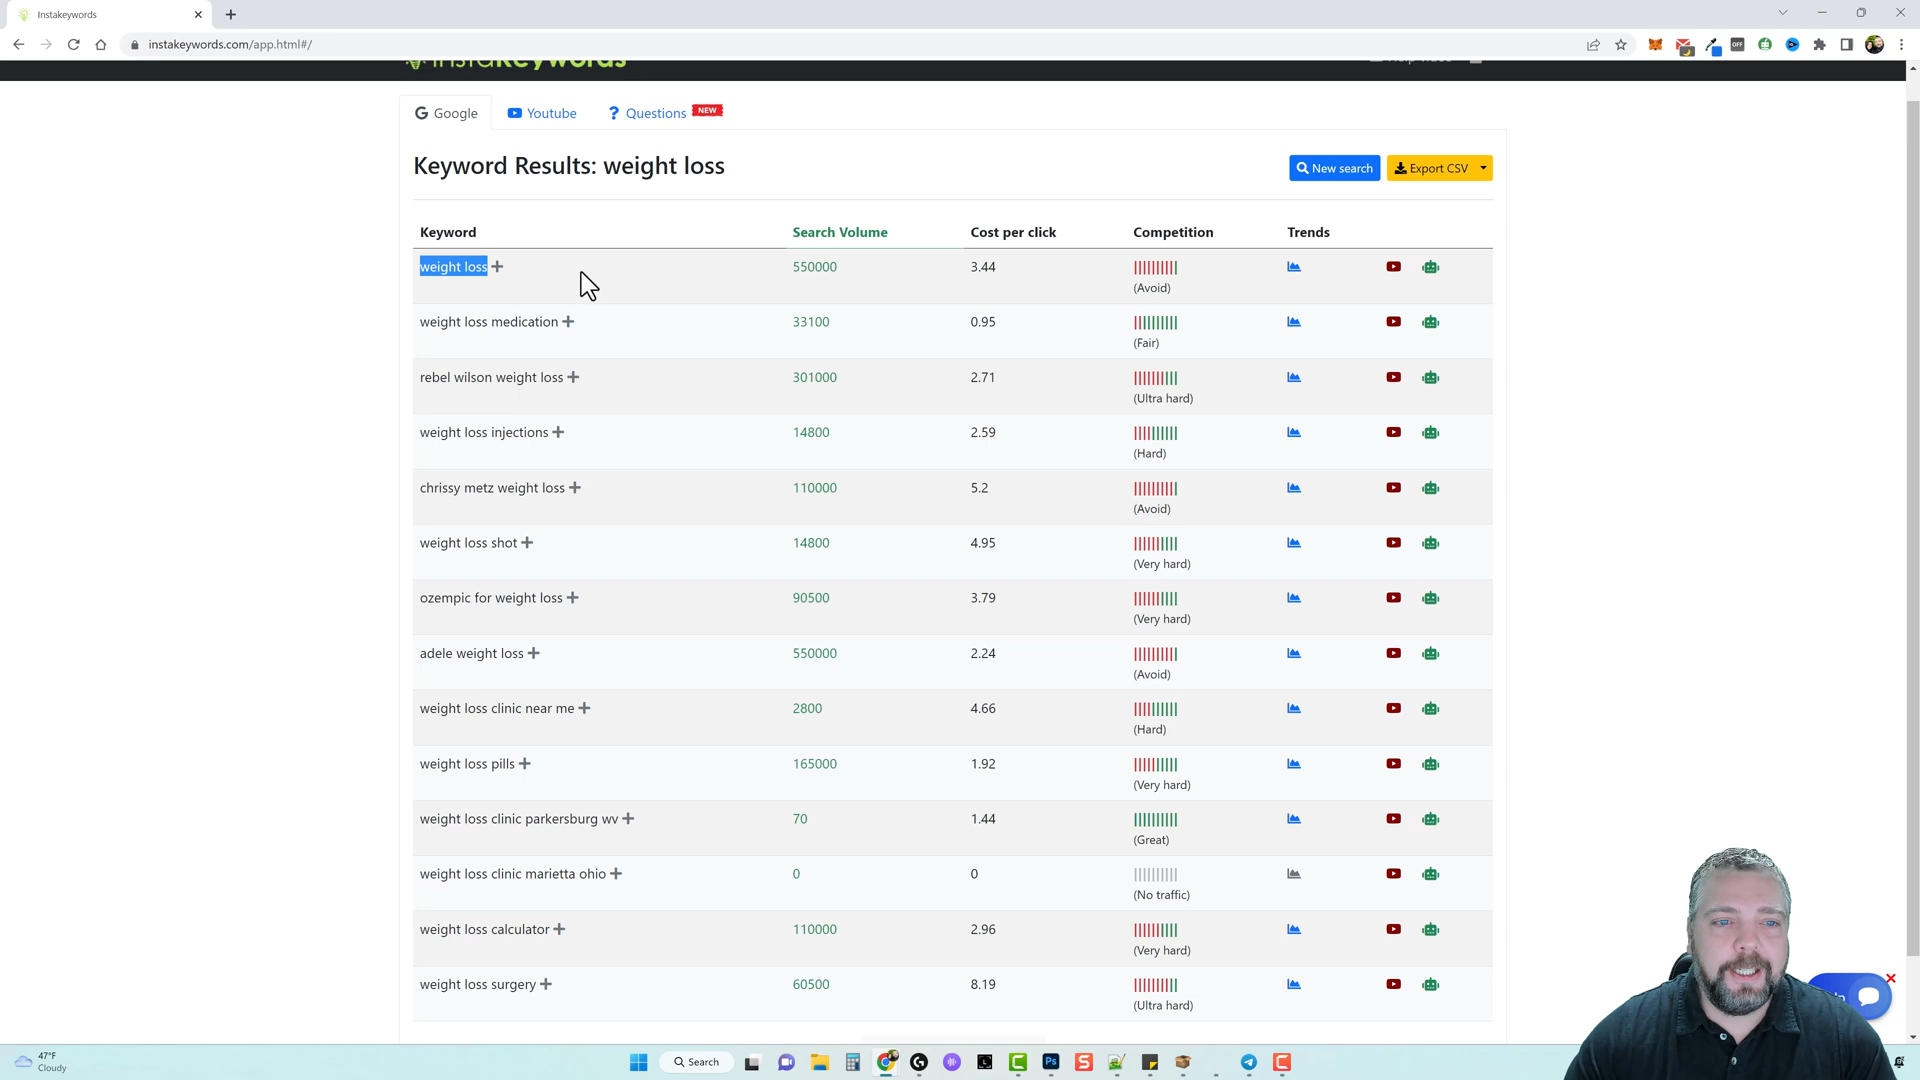 Instakeywords
instakeywords.com/app.html#/
OFF
InstaKeywords
Google
Youtube
? Questions NEW
Keyword Results: weight loss
New search
Export CSV
Keyword Search Volume Cost per click Competition Trends
weight loss 550000 3.44
(Avoid)
weight loss medication 33100 0.95
(Fair)
rebel wilson weight loss 301000 2.71
(Ultra hard)
weight loss injections 14800 2.59
(Hard)
chrissy metz weight loss 110000 5.2
(Avoid)
weight loss shot 14800 4.95
(Very hard)
ozempic for weight loss 90500 3.79
(Very hard)
adele weight loss 550000 2.24
(Avoid)
weight loss clinic near me 2800 4.66
(Hard)
weight loss pills 165000 1.92
(Very hard)
weight loss clinic parkersburg wv 70 1.44
(Great)
weight loss clinic marietta ohio 0 0
(No traffic)
weight loss calculator 110000 2.96
(Very hard)
weight loss surgery 60500 8.19
(Ultra hard)
47°F
Cloudy
Search
Ps